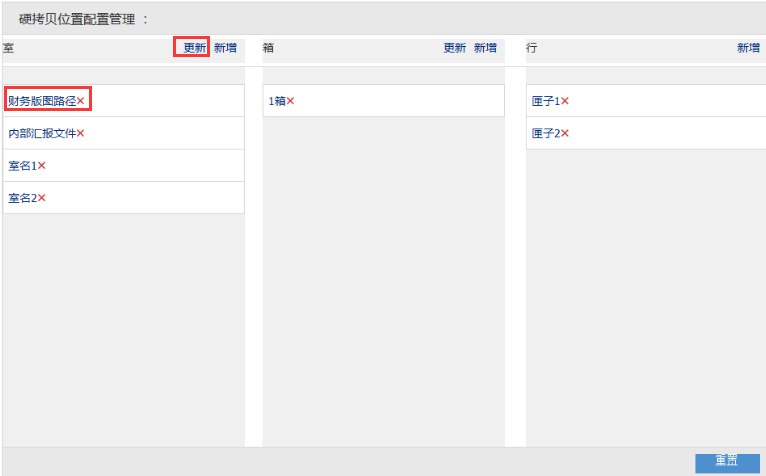 硬拷贝位置配置管理 ：
室 更新 新增 箱 更新 新增 行 新增
财务版图路径× 1箱× 匣子1×
内部汇报文件× 匣子2×
室名1×
室名2×
重置